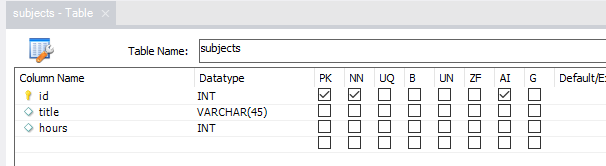 subjects - Table
Table Name: subjects
Column Name Datatype PK NN UQ B UN ZF AI G Default/Ex
id INT
title VARCHAR(45)
hours INT